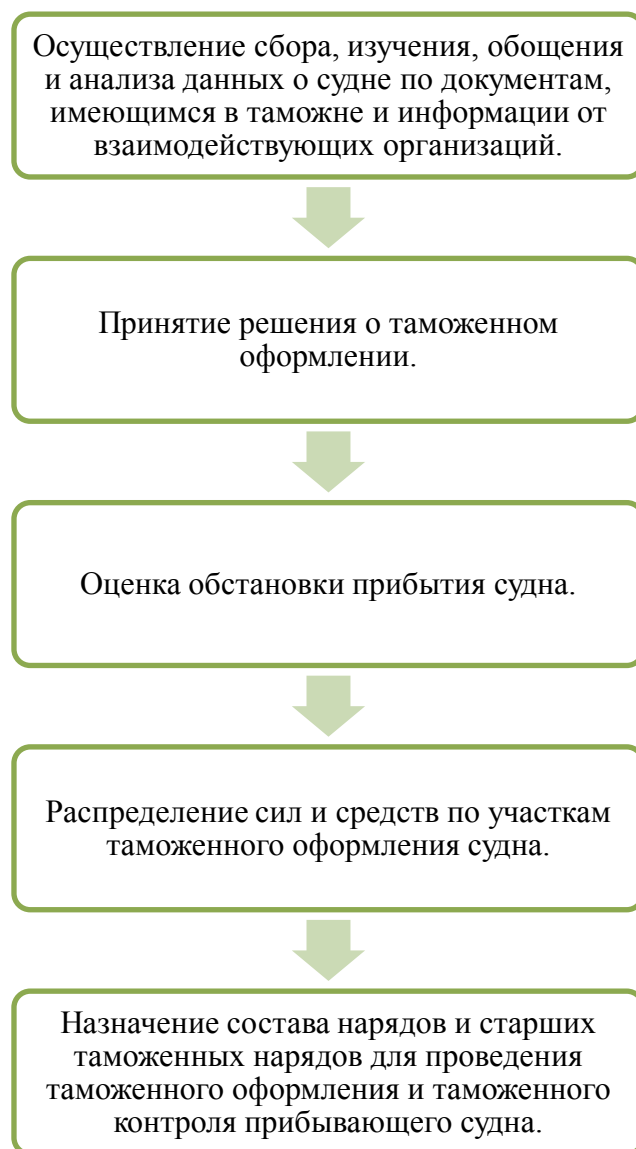 Осуществление сбора, изучения, обощения
и анализа данных о судне по документам,
имеющимся в таможне и информации от
взаимодействующих организаций.
Принятие решения о таможенном
оформлении.
Оценка обстановки прибытия судна.
Распределение сил и средств по участкам
таможенного оформления судна.
Назначение состава нарядов и старших
таможенных нарядов для проведения
таможенного оформления и таможенного
контроля прибывающего судна.